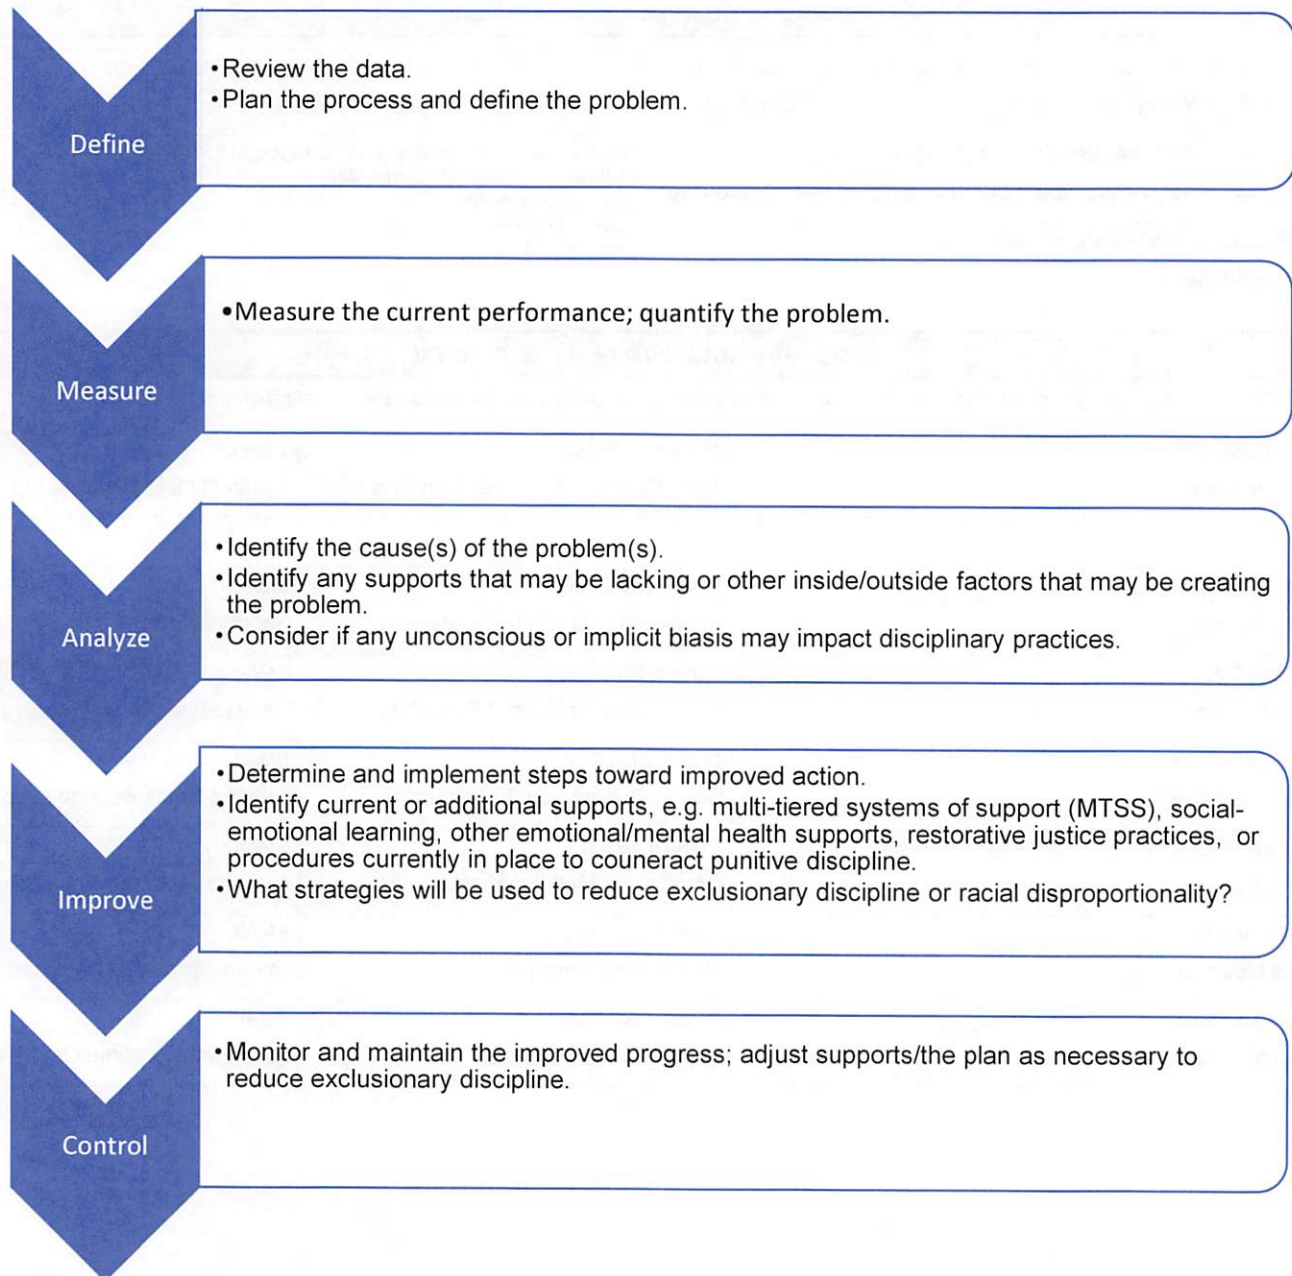 Define
•Review the data.
•Plan the process and define the problem.
Measure
•Measure the current performance; quantify the problem.
Analyze
•Identify the cause(s) of the problem(s).
•Identify any supports that may be lacking or other inside/outside factors that may be creating
the problem.
•Consider if any unconscious or implicit biasis may impact disciplinary practices.
Improve
•Determine and implement steps toward improved action.
•Identify current or additional supports, e.g. multi-tiered systems of support (MTSS), social-
emotional learning, other emotional/mental health supports, restorative justice practices, or
procedures currently in place to couneract punitive discipline.
•What strategies will be used to reduce exclusionary discipline or racial disproportionality?
Control
•Monitor and maintain the improved progress; adjust supports/the plan as necessary to
reduce exclusionary discipline.